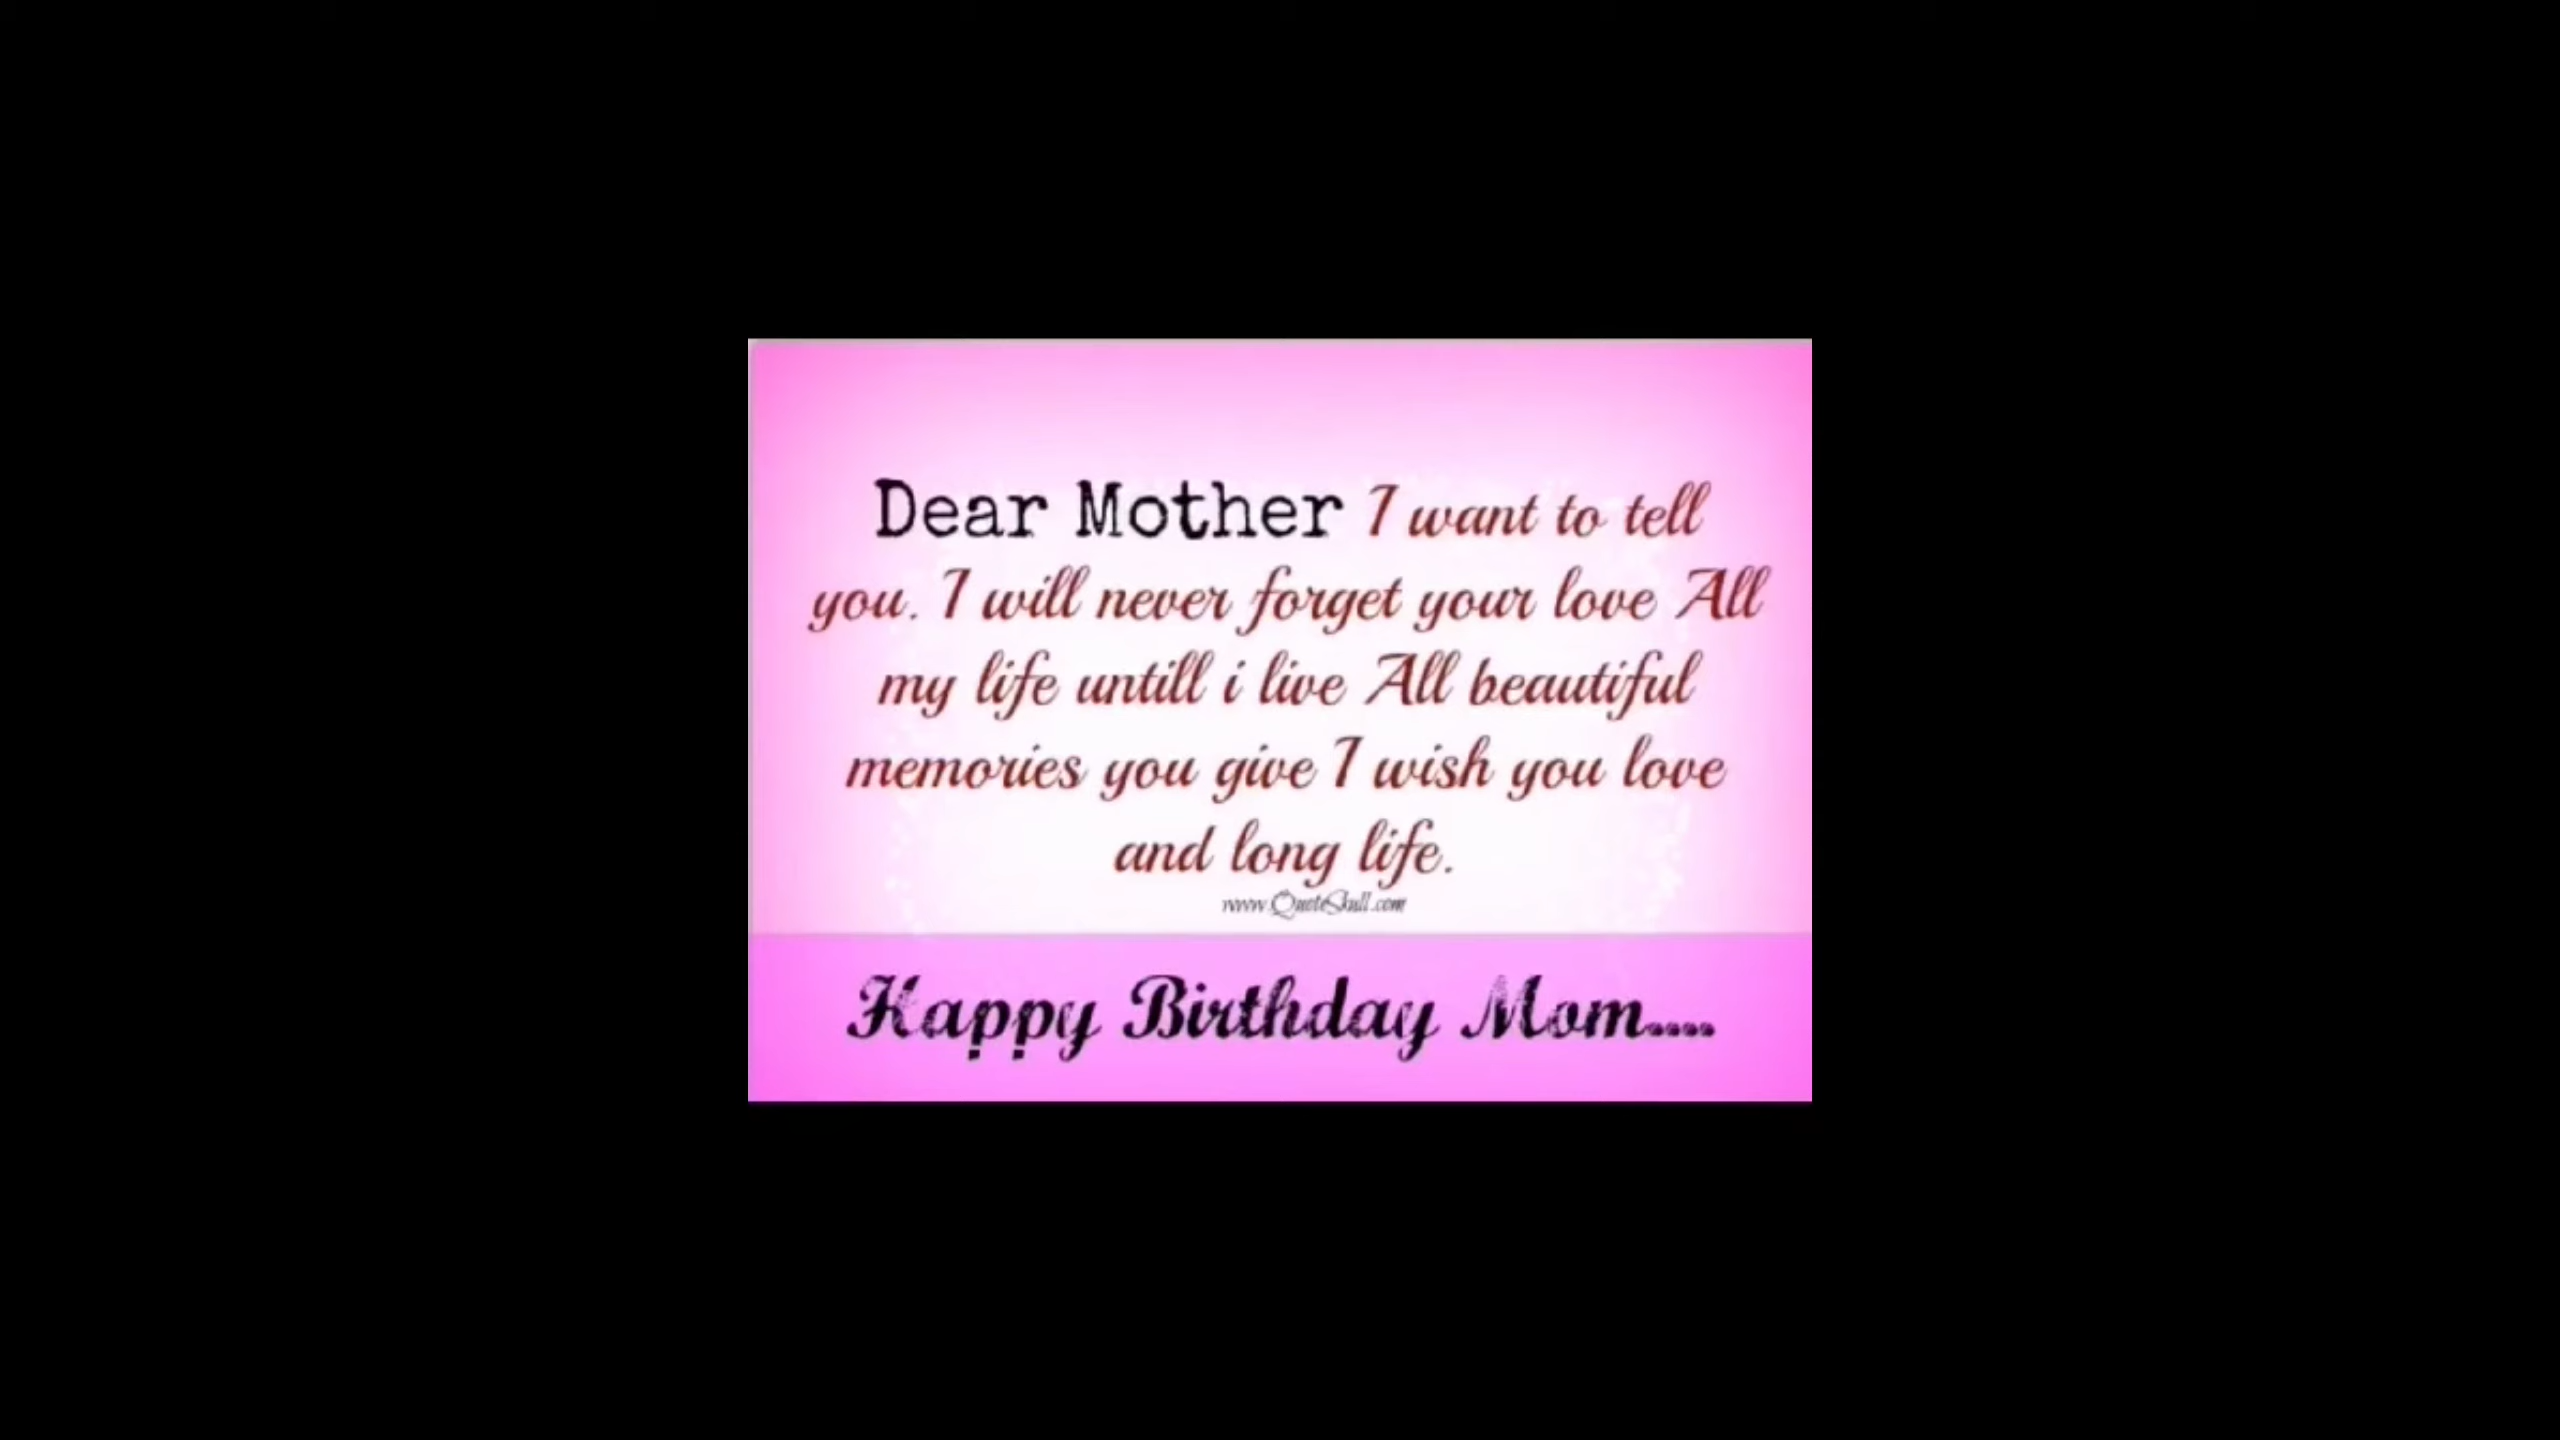 Dear Mother I want to tell
you. I will never forget your love All
my life untill i live All beautiful
memories you give I wish you love
and long life.
www.QuoteSkull.com
Happy Birthday Mom....